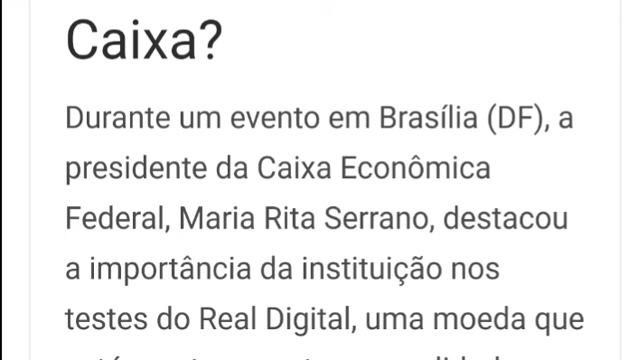 Caixa?
Durante um evento em Brasília (DF), a
presidente da Caixa Econômica
Federal, Maria Rita Serrano, destacou
a importância da instituição nos
testes do Real Digital, uma moeda que